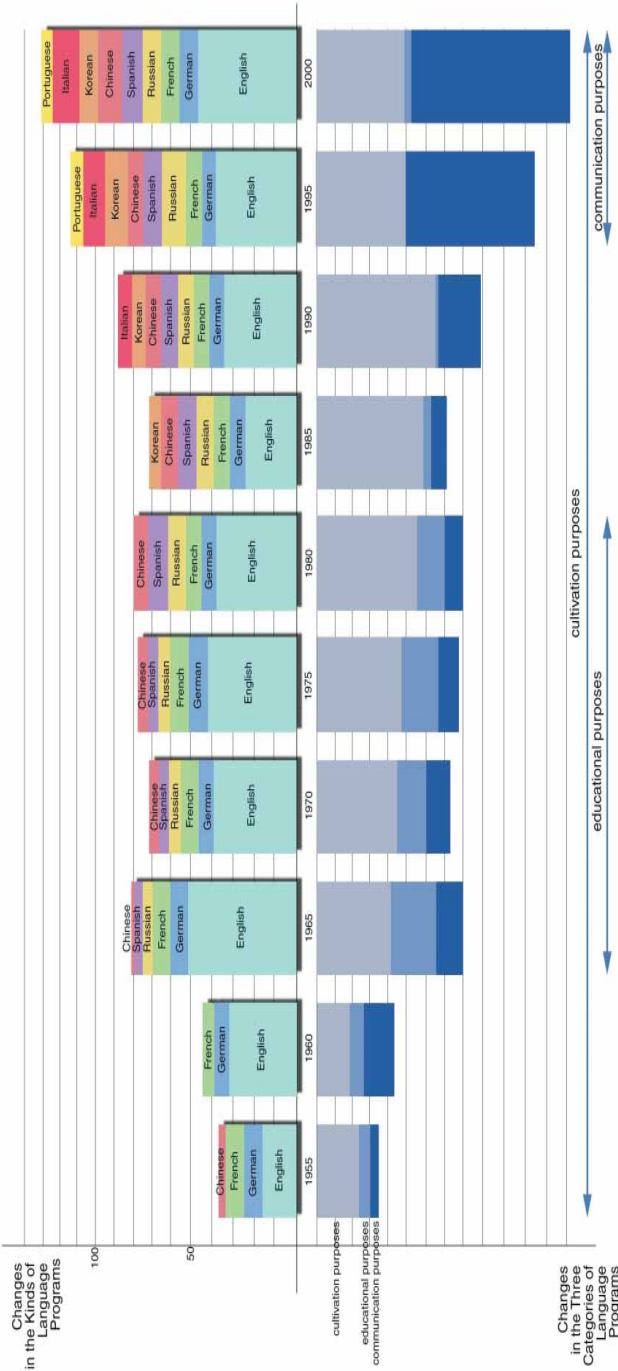 Changes
in the Kinds of
Language
Programs
100
50
Chinese
French
German
English
1955
French
German
English
1960
Chinese
Spanish
Russian
French
German
English
1965
Chinese
Spanish
Russian
French
German
English
1970
Chinese
Spanish
Russian
French
German
English
1975
Chinese
Spanish
Russian
French
German
English
1980
Korean
Chinese
Spanish
Russian
French
German
English
1985
Italian
Korean
Chinese
Spanish
Russian
French
German
English
1990
Portuguese
Italian
Korean
Chinese
Spanish
Russian
French
German
English
1995
Portuguese
Italian
Korean
Chinese
Spanish
Russian
French
German
English
2000
cultivation purposes
educational purposes
communication purposes
cultivation purposes
educational purposes
communication purposes
Changes
in the Three
Categories of
Language
Programs